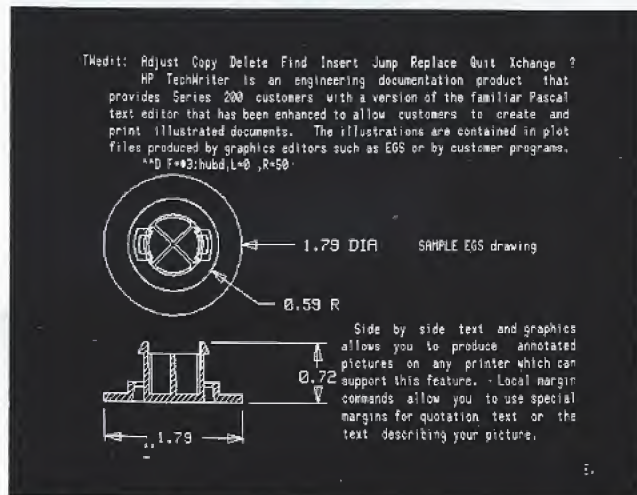 TWedit: Adjust Copy Delete Find Insert Jump Replace Quit Xchange ?
HP TechWriter is an engineering documentation product that
provides Series 200 customers with a version of the familiar Pascal
text editor that has been enhanced to allow customers to create and
print illustrated documents. The illustrations are contained in plot
files produced by graphics editors such as EGS or by customer programs.
^^D F=#3:hubd,L=0 ,R=50
1.79 DIA
SAMPLE EGS drawing
0.59 R
Side by side text and graphics
allows you to produce annotated
pictures on any printer which can
support this feature. Local margin
commands allow you to use special
margins for quotation text or the
text describing your picture.
0.72
1.79